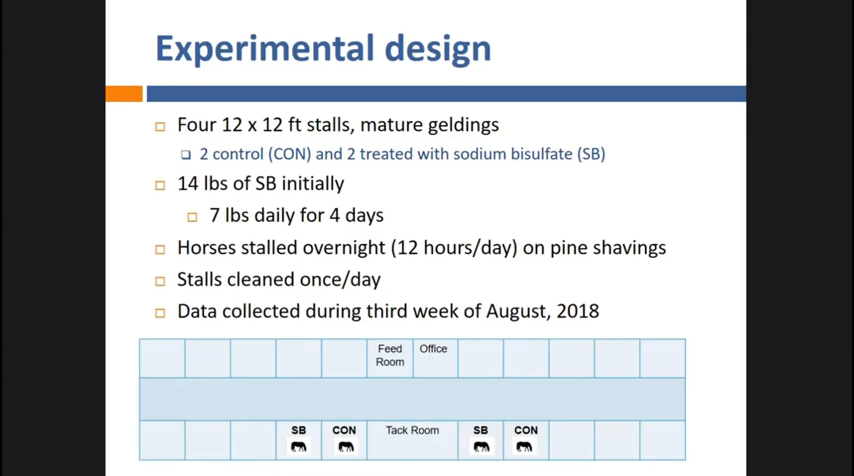 Experimental design
Four 12 x 12 ft stalls, mature geldings
2 control (CON) and 2 treated with sodium bisulfate (SB)
14 lbs of SB initially
7 lbs daily for 4 days
Horses stalled overnight (12 hours/day) on pine shavings
Stalls cleaned once/day
Data collected during third week of August, 2018
Feed Room
Office
SB
CON
Tack Room
SB
CON